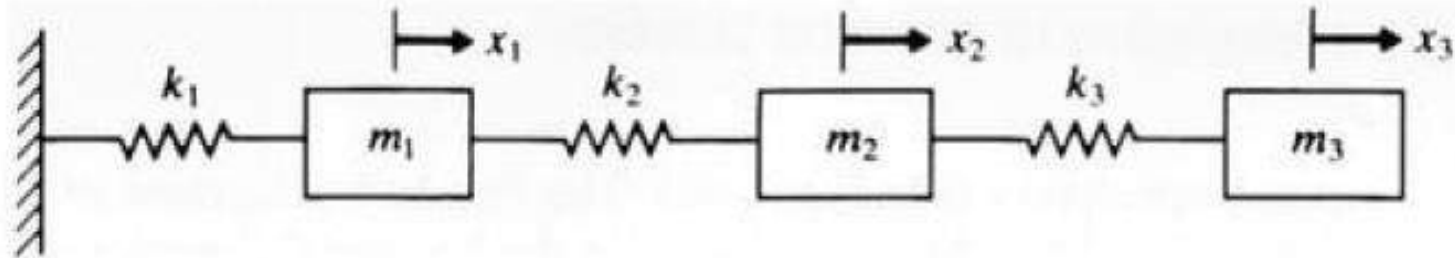 x₁ x₂ x₃
k₁ k₂ k₃
m₁ m₂ m₃